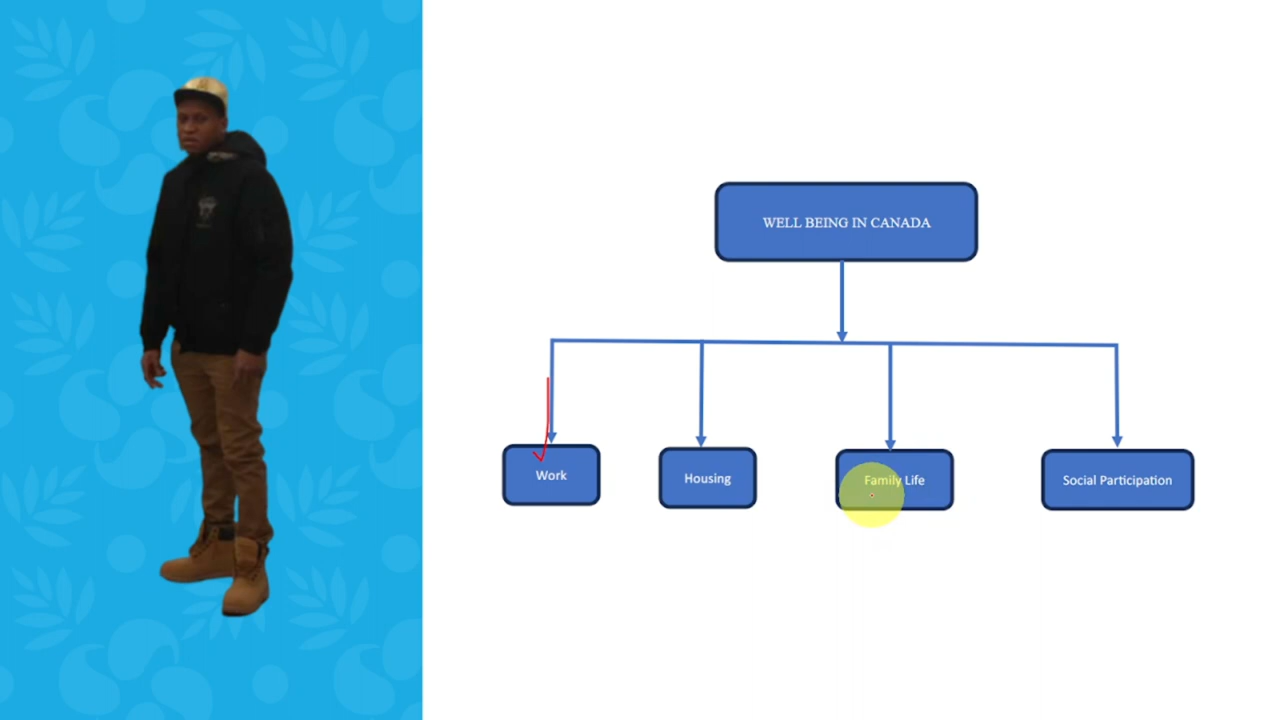 WELL BEING IN CANADA
Work
Housing
Family Life
Social Participation